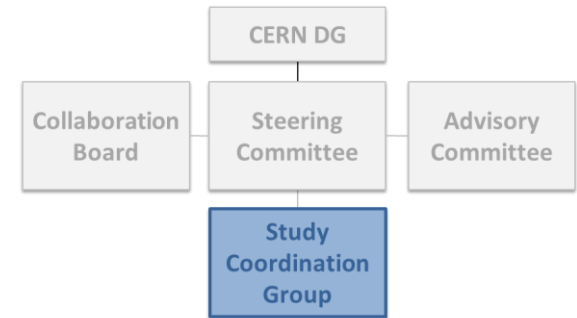 CERN DG
Collaboration
Board
Steering
Committee
Advisory
Committee
Study
Coordination
Group